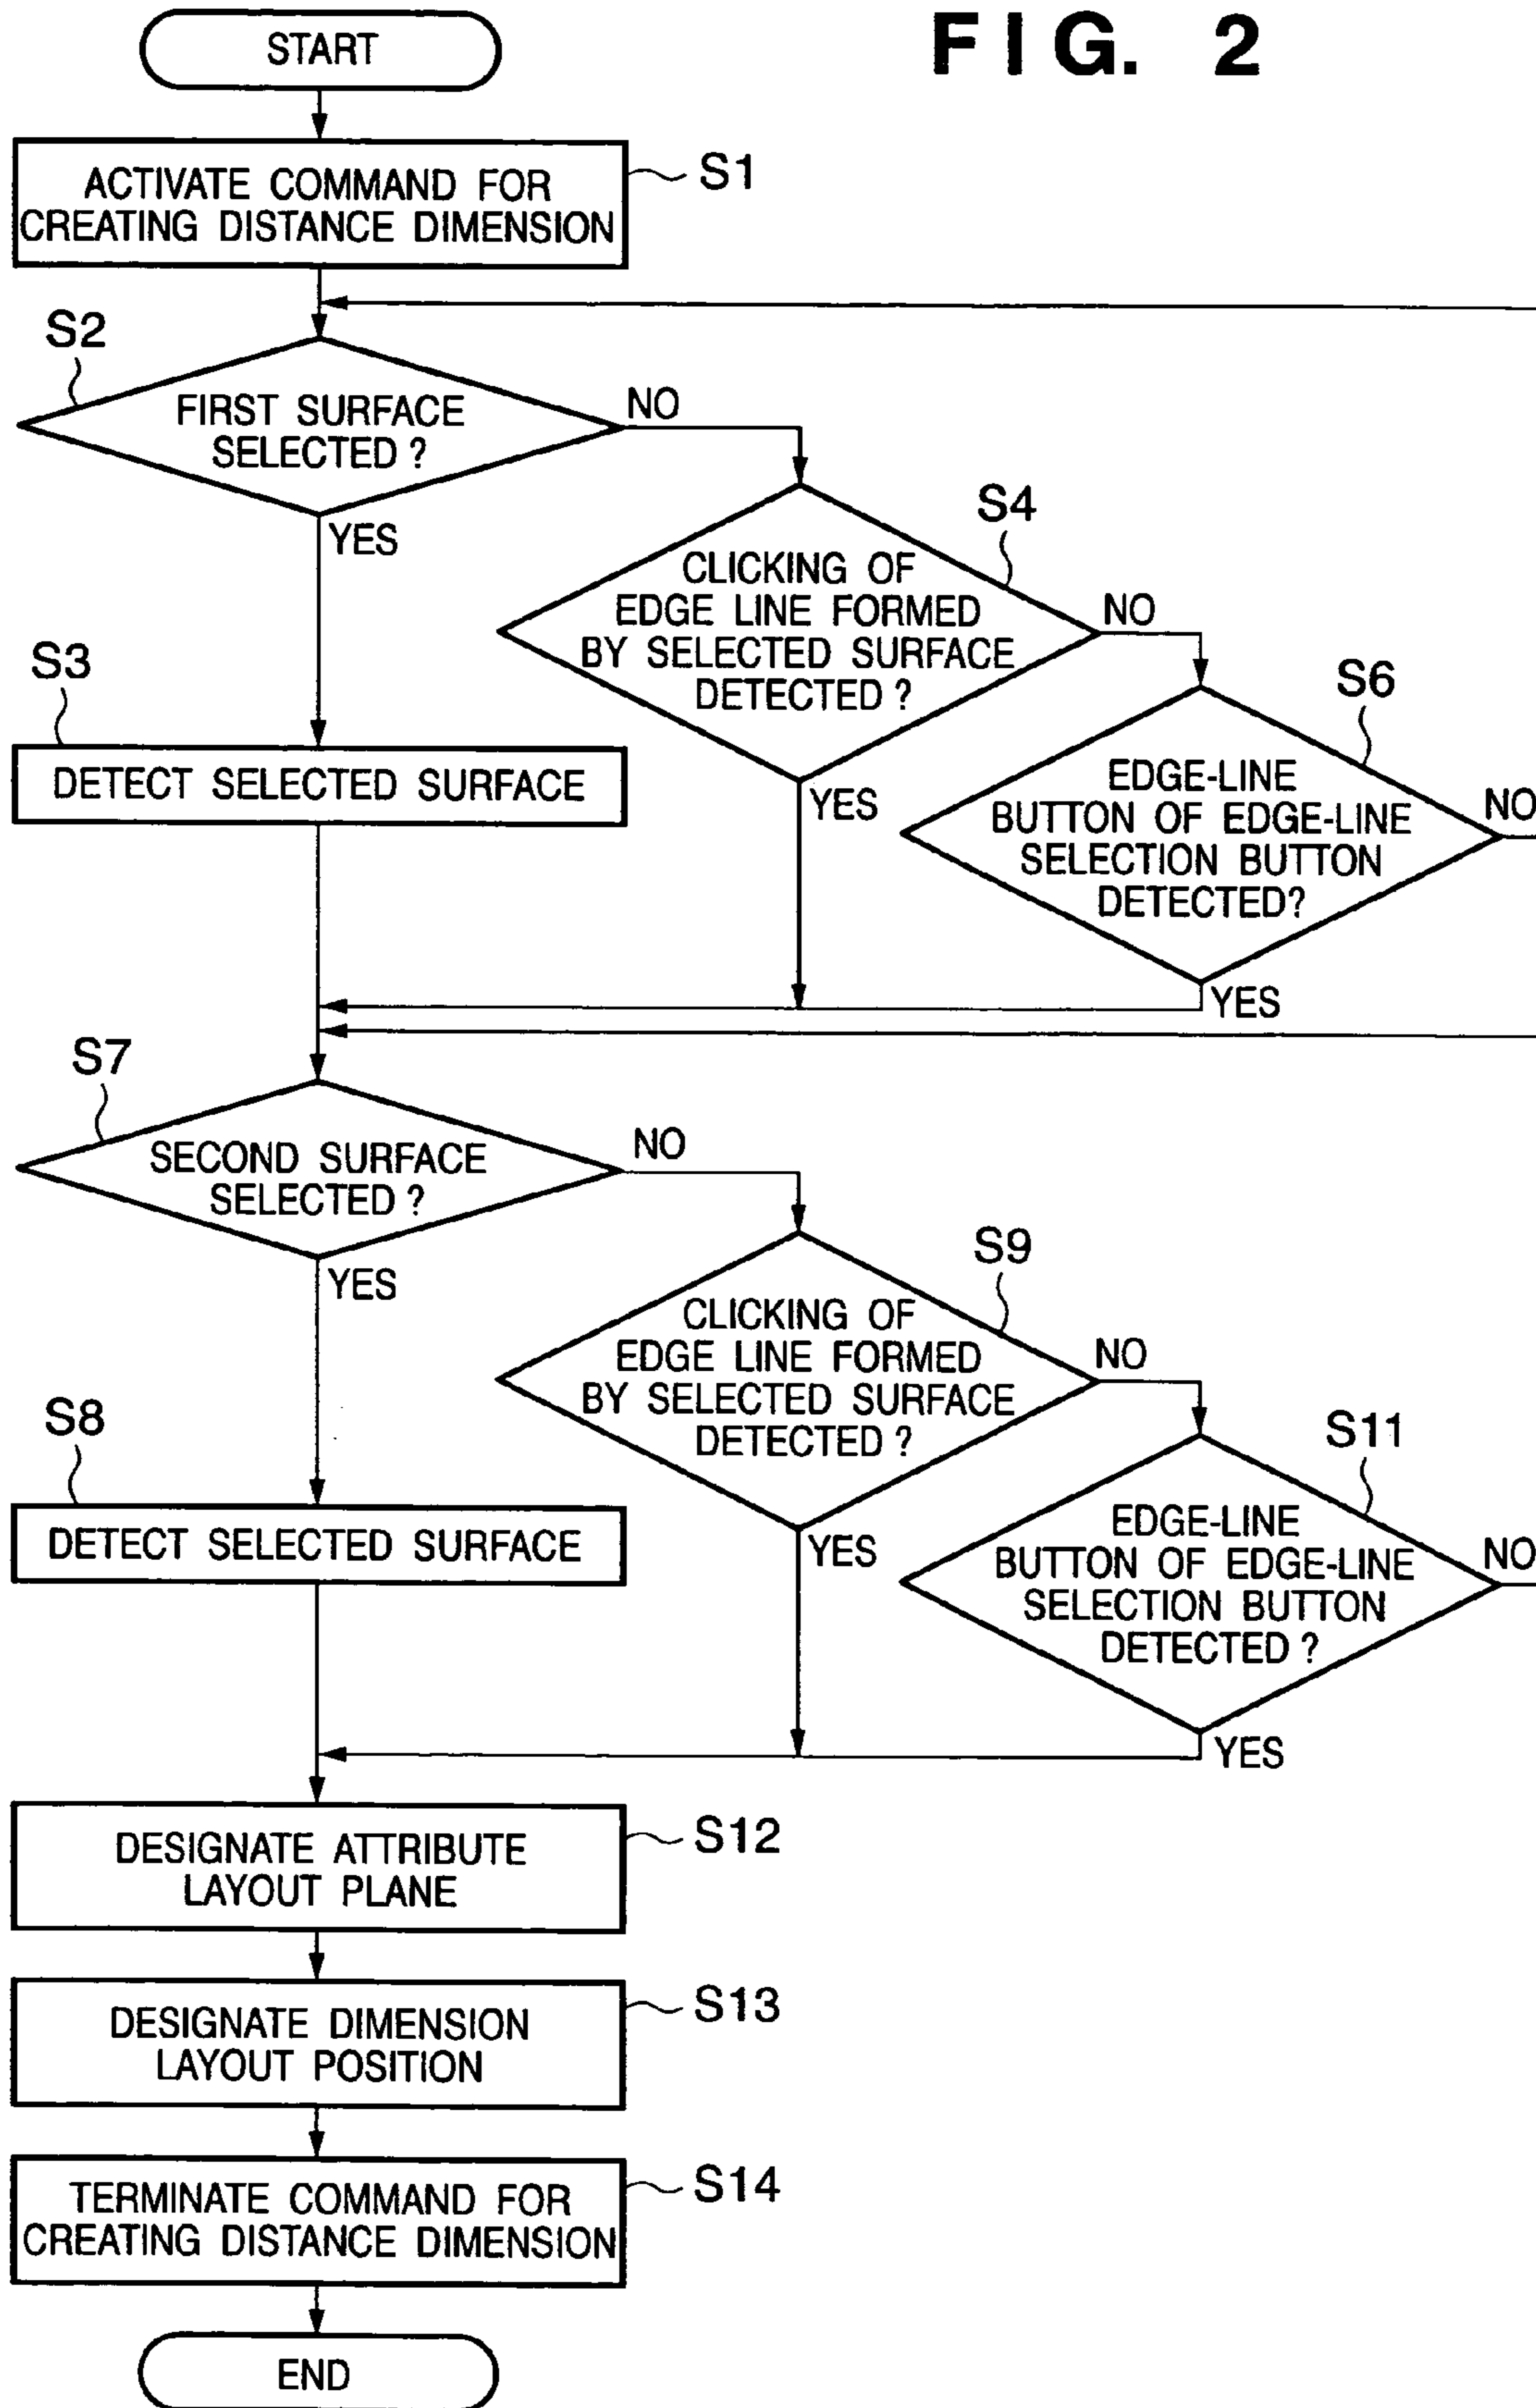 FIG. 2
START
ACTIVATE COMMAND FOR
CREATING DISTANCE DIMENSION
S1
S2
FIRST SURFACE
SELECTED ?
NO
YES
S4
CLICKING OF
EDGE LINE FORMED
BY SELECTED SURFACE
DETECTED ?
NO
YES
S3
DETECT SELECTED SURFACE
S6
EDGE-LINE
BUTTON OF EDGE-LINE
SELECTION BUTTON
DETECTED?
NO
YES
S7
SECOND SURFACE
SELECTED ?
NO
YES
S9
CLICKING OF
EDGE LINE FORMED
BY SELECTED SURFACE
DETECTED ?
NO
YES
S8
DETECT SELECTED SURFACE
S11
EDGE-LINE
BUTTON OF EDGE-LINE
SELECTION BUTTON
DETECTED ?
NO
YES
DESIGNATE ATTRIBUTE
LAYOUT PLANE
S12
DESIGNATE DIMENSION
LAYOUT POSITION
S13
TERMINATE COMMAND FOR
CREATING DISTANCE DIMENSION
S14
END